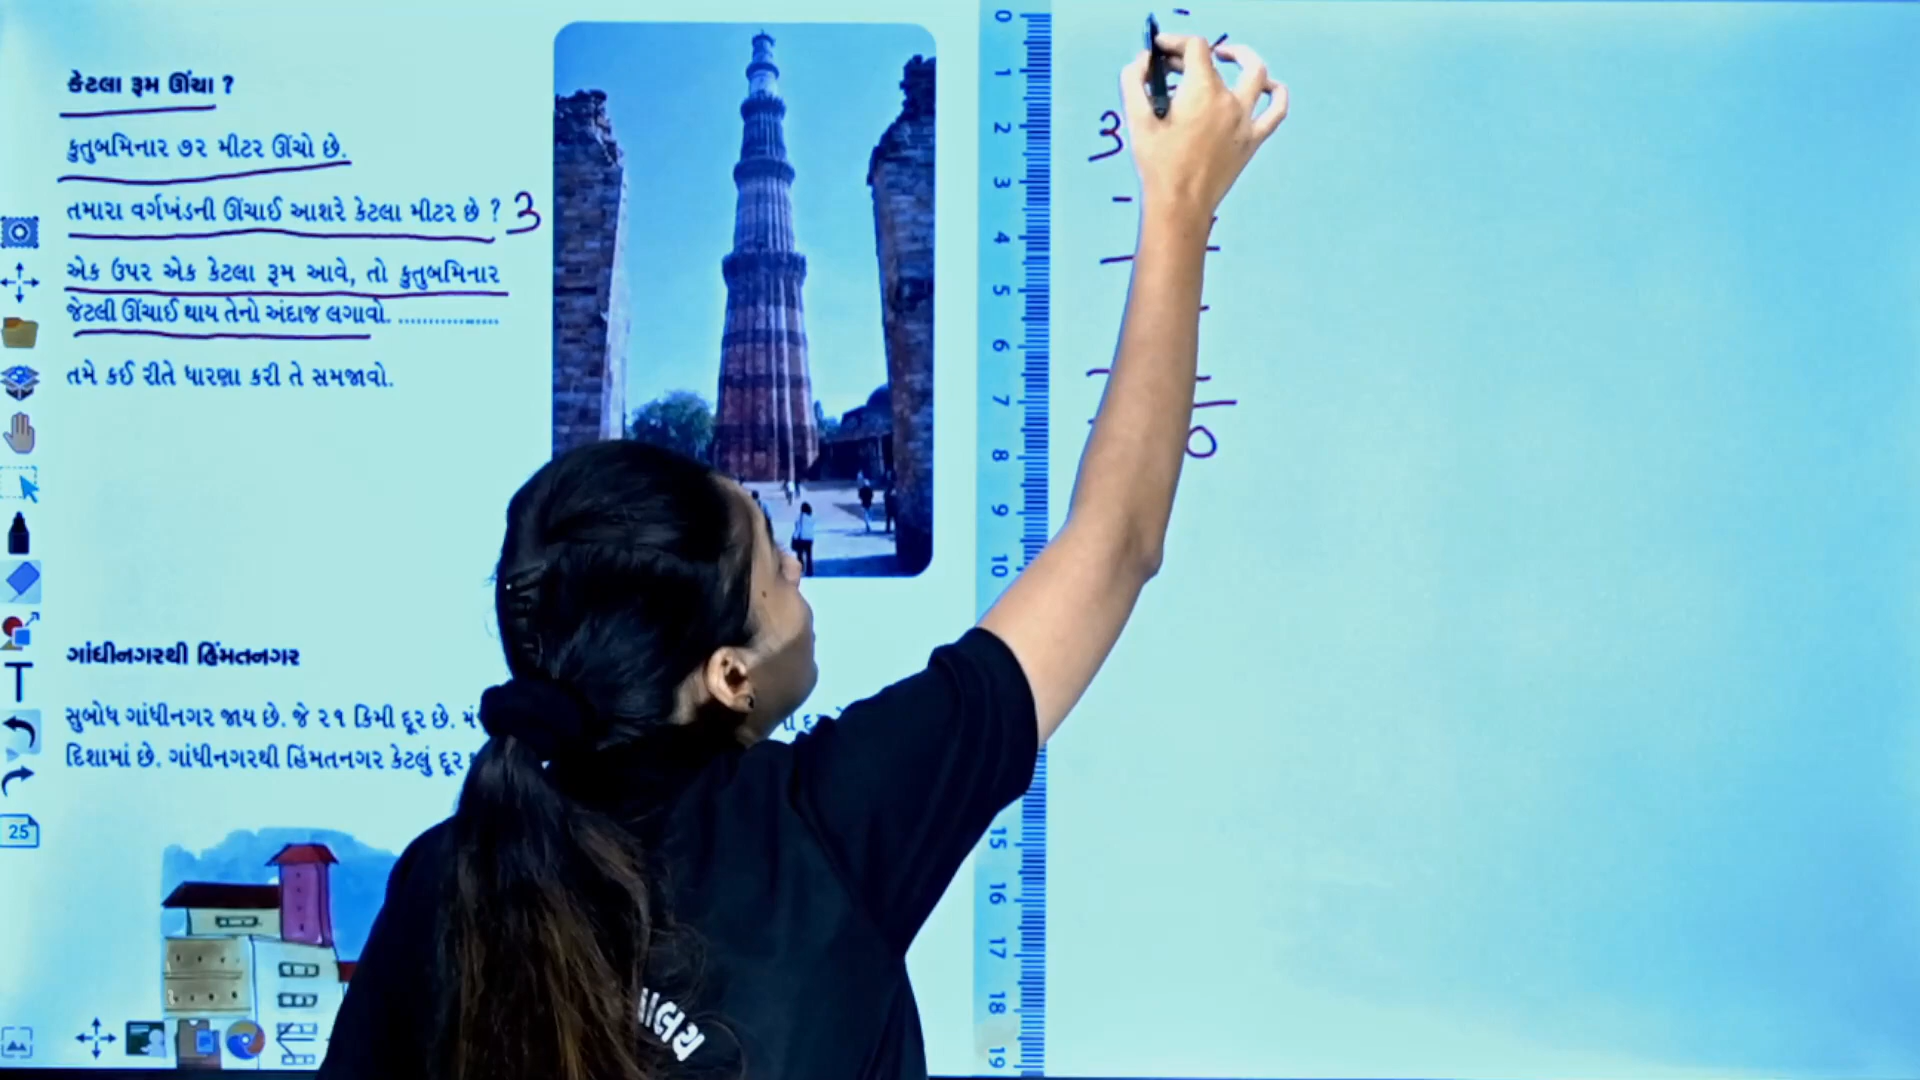 કેટલા રૂમ ઊંચા ?
કુતુબમિનાર ૭૨ મીટર ઊંચો છે.
તમારા વર્ગખંડની ઊંચાઈ આશરે કેટલા મીટર છે ? 3
એક ઉપર એક કેટલા રૂમ આવે, તો કુતુબમિનાર
જેટલી ઊંચાઈ થાય તેનો અંદાજ લગાવો. .................
તમે કઈ રીતે ધારણા કરી તે સમજાવો.
ગાંધીનગરથી હિંમતનગર
સુબોધ ગાંધીનગર જાય છે. જે ૨૧ કિમી દૂર છે.
દિશામાં છે. ગાંધીનગરથી હિંમતનગર કેટલું દૂર
25
0
1
2
3
4
5
6
7
8
9
10
15
16
17
18
19
3
0